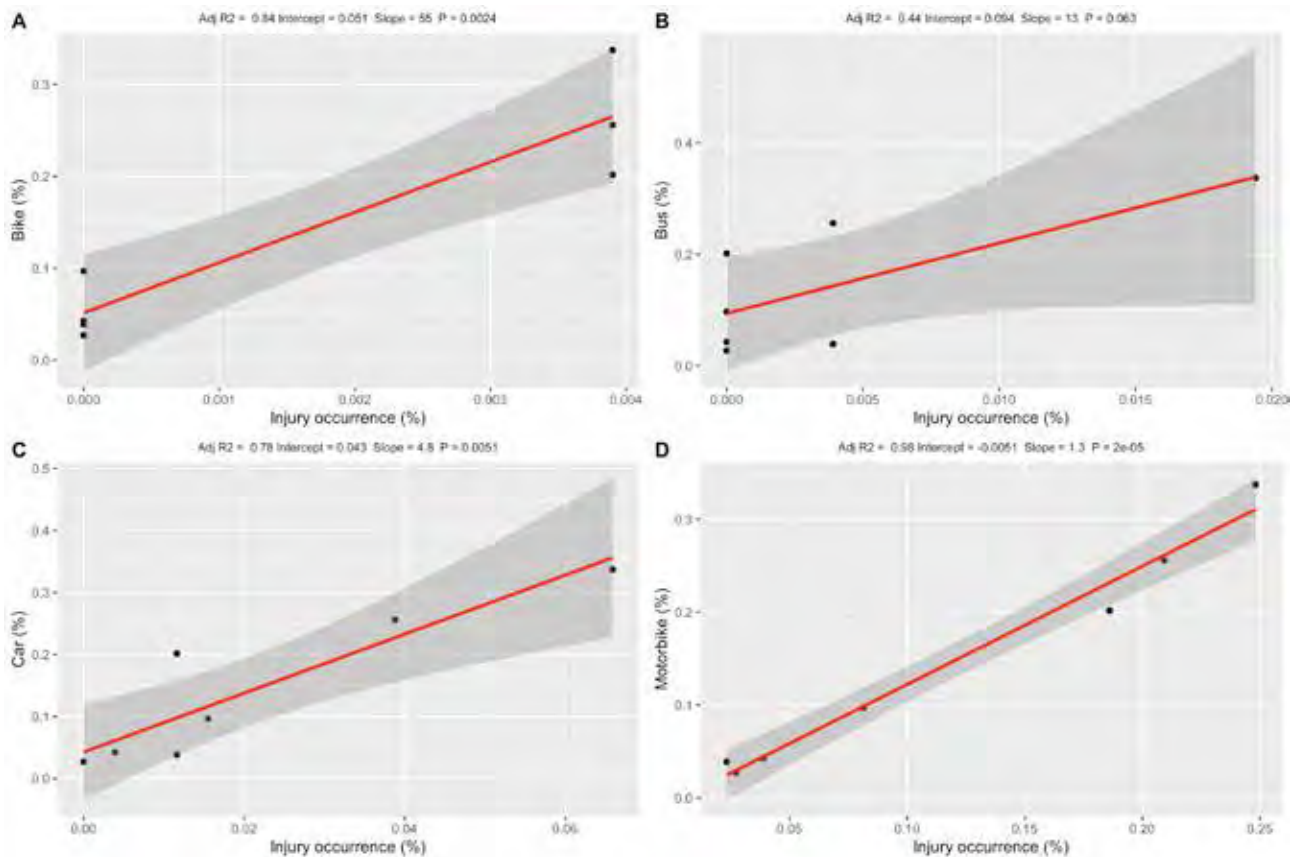 A
Adj R2 = 0.84 Intercept = 0.051 Slope = 55 P = 0.0024
0.3
0.2
0.1
0.0
Bike (%)
0.000 0.001 0.002 0.003 0.004
Injury occurrence (%)
B
Adj R2 = 0.44 Intercept = 0.094 Slope = 13 P = 0.063
0.4
0.2
0.0
Bus (%)
0.000 0.005 0.010 0.015 0.020
Injury occurrence (%)
C
Adj R2 = 0.78 Intercept = 0.043 Slope = 4.8 P = 0.0051
0.5
0.4
0.3
0.2
0.1
0.0
Car (%)
0.00 0.02 0.04 0.06
Injury occurrence (%)
D
Adj R2 = 0.98 Intercept = -0.0051 Slope = 1.3 P = 2e-05
0.3
0.2
0.1
0.0
Motorbike (%)
0.05 0.10 0.15 0.20 0.25
Injury occurrence (%)